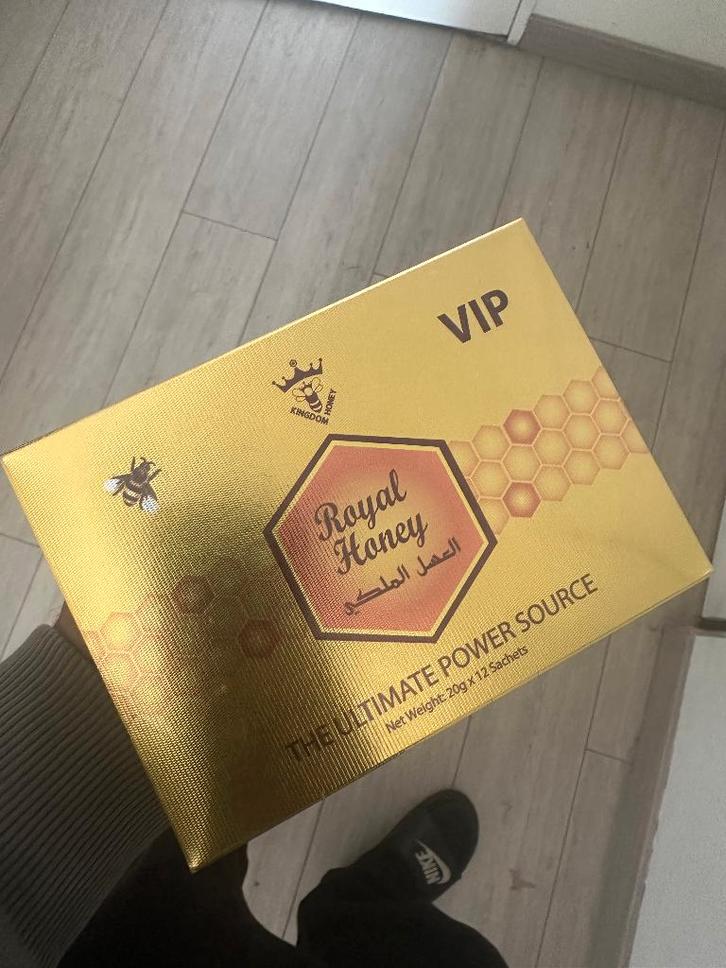 VIP
KINGDOM
HONEY
Royal
Honey
العسل الملكي
THE ULTIMATE POWER SOURCE
Net Weight: 20g x 12 Sachets
NIKE